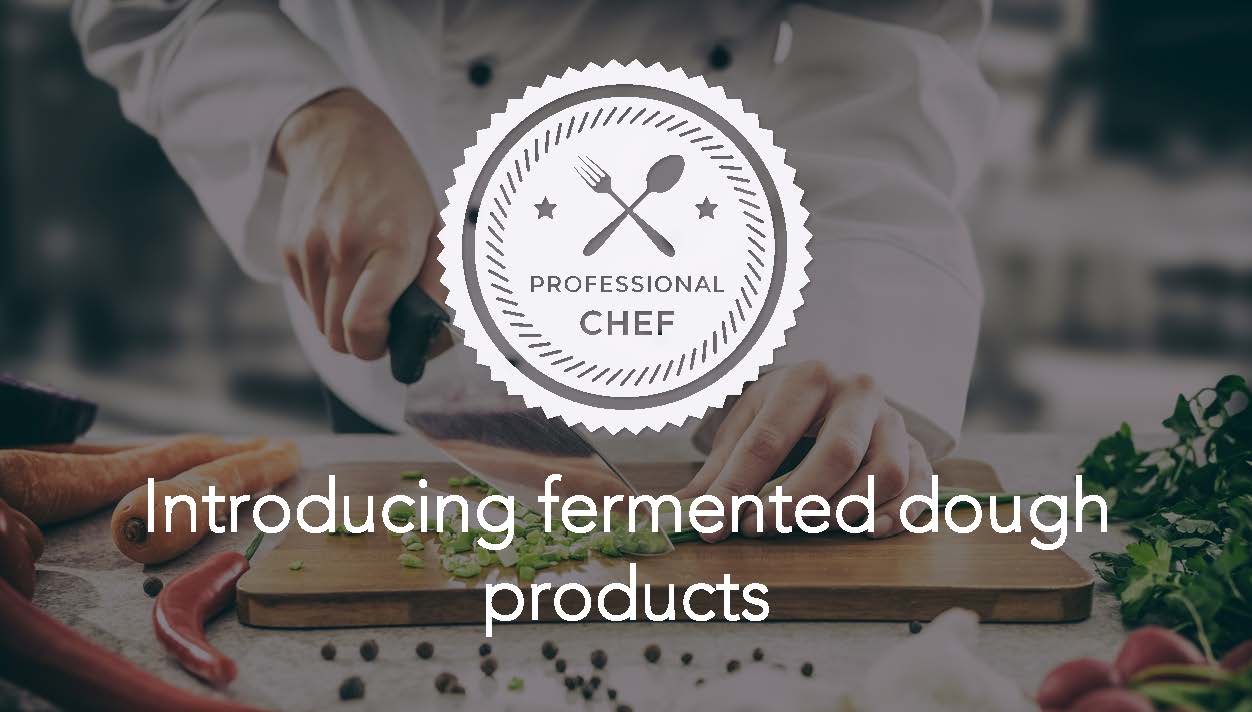 PROFESSIONAL
CHEF
Introducing fermented dough
products